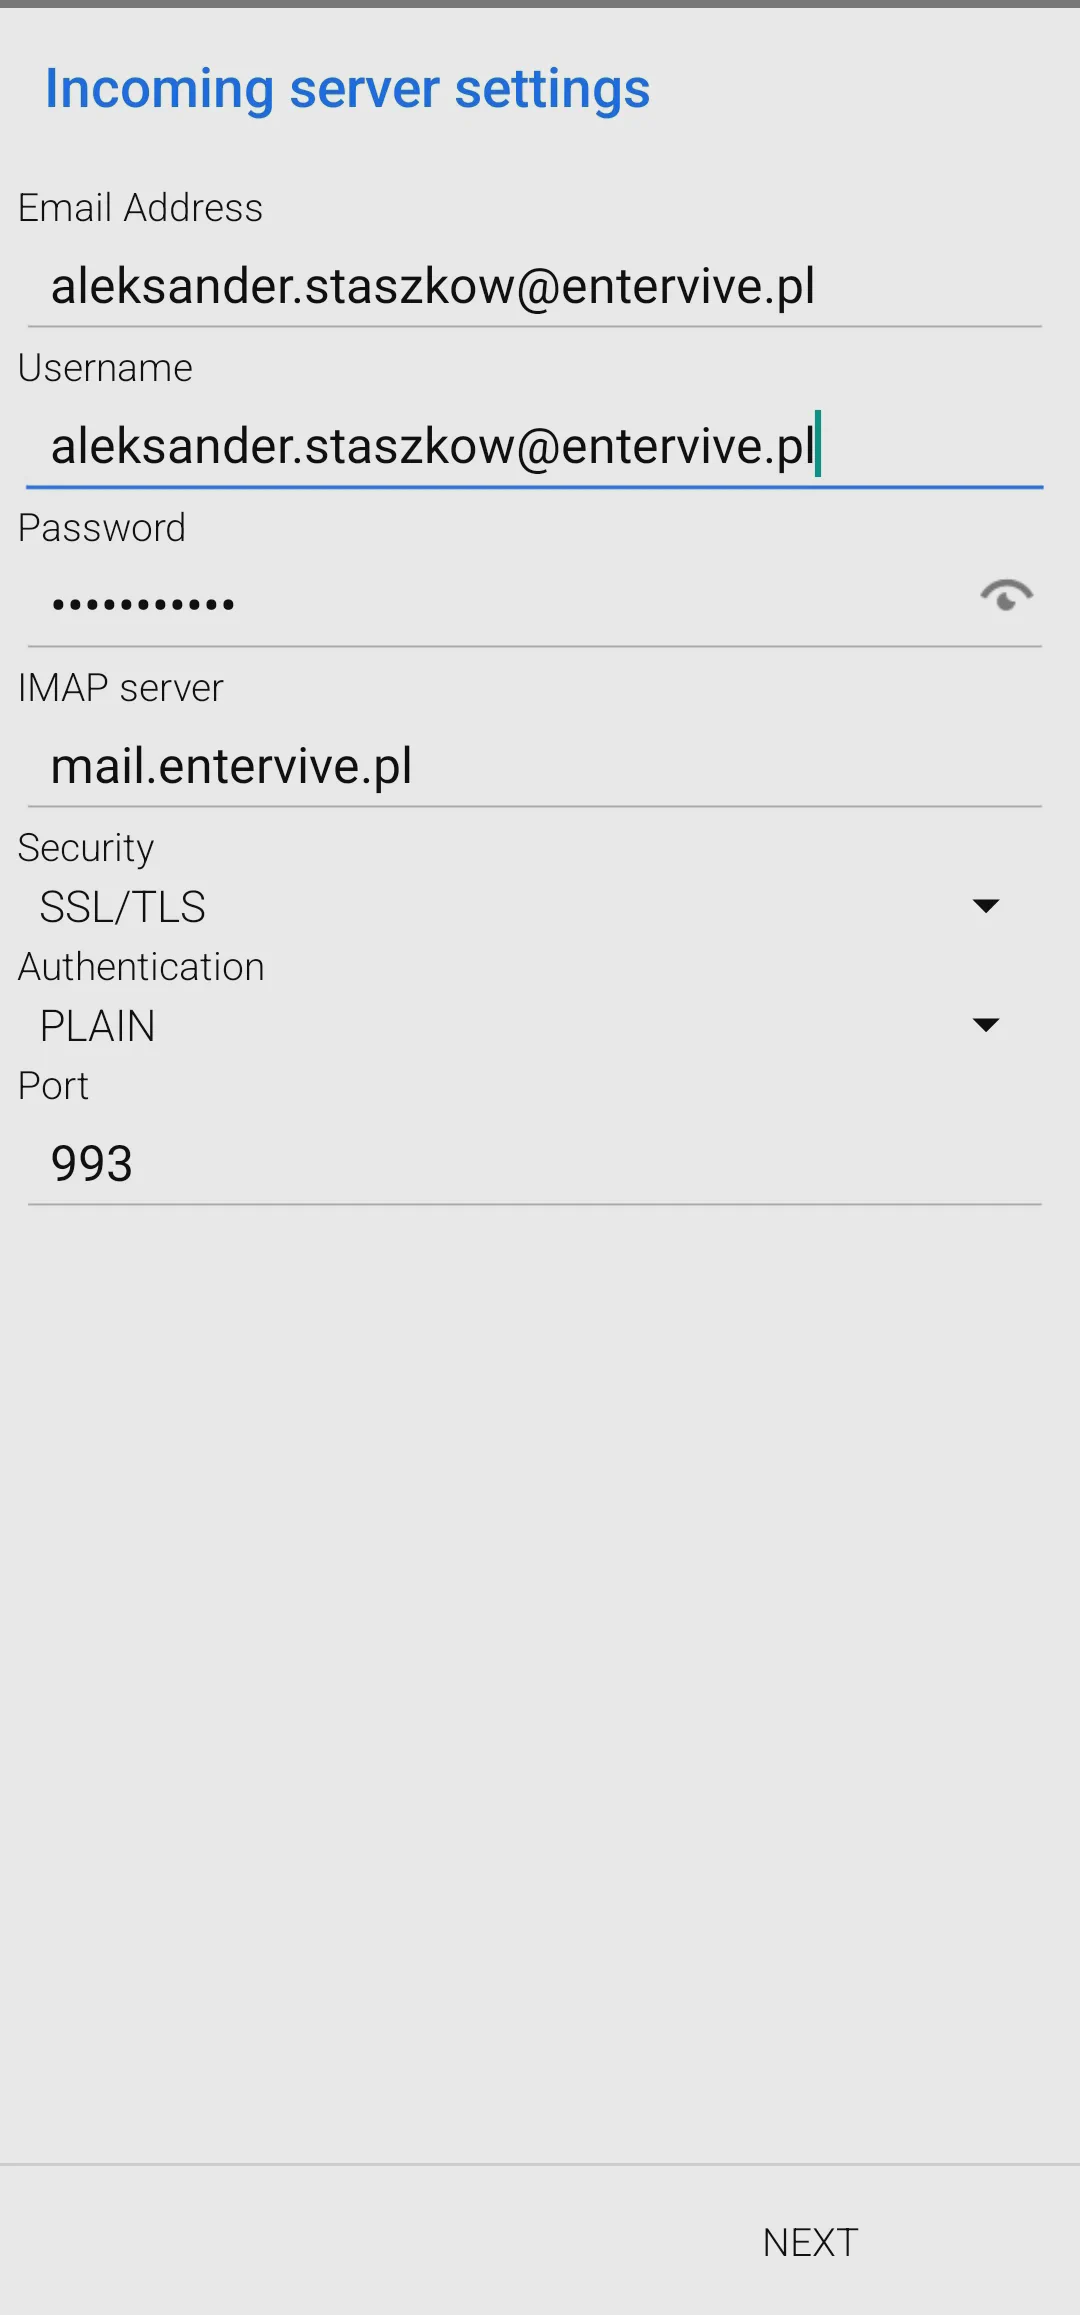 Incoming server settings
Email Address
aleksander.staszkow@entervive.pl
Username
aleksander.staszkow@entervive.pl
Password
•••••••••••
IMAP server
mail.entervive.pl
Security
SSL/TLS
Authentication
PLAIN
Port
993
NEXT